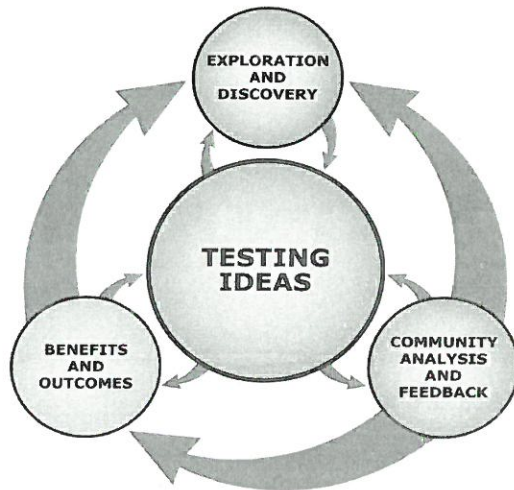 EXPLORATION
AND
DISCOVERY
TESTING
IDEAS
BENEFITS
AND
OUTCOMES
COMMUNITY
ANALYSIS
AND
FEEDBACK